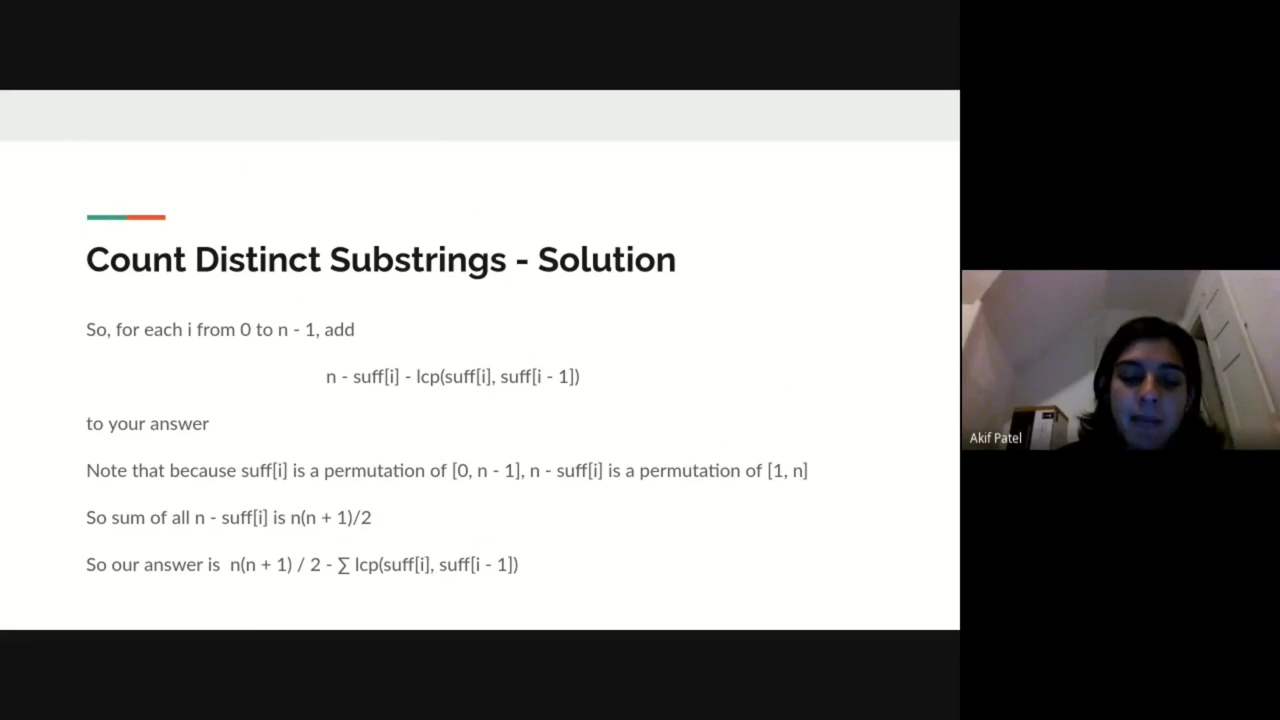 Count Distinct Substrings - Solution
So, for each i from 0 to n - 1, add
n - suff[i] - lcp(suff[i], suff[i - 1])
to your answer
Note that because suff[i] is a permutation of [0, n - 1], n - suff[i] is a permutation of [1, n]
So sum of all n - suff[i] is n(n + 1)/2
So our answer is  n(n + 1) / 2 - ∑ lcp(suff[i], suff[i - 1])
Akif Patel